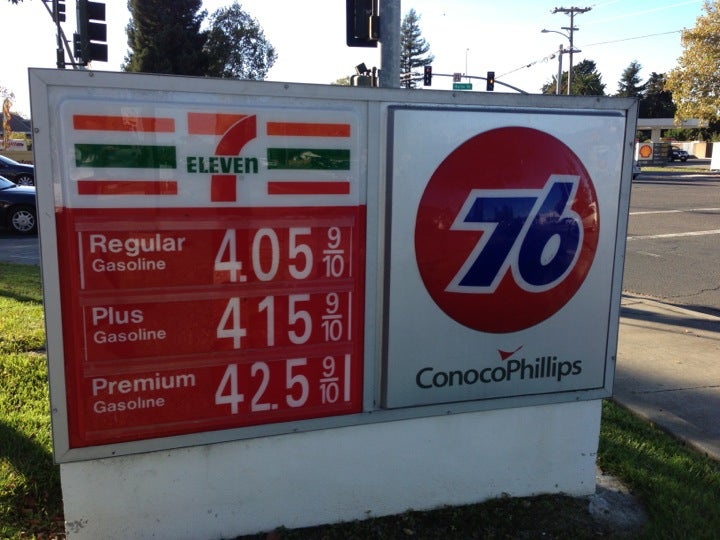 7
ELEVEN
Regular
Gasoline
4.05 9/10
Plus
Gasoline
415 9/10
Premium
Gasoline
42.5 9/10
76
ConocoPhillips